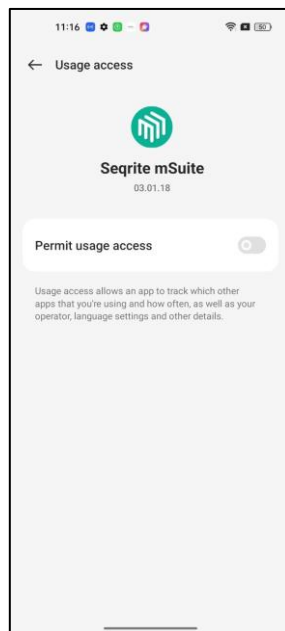 11:16
Usage access
Seqrite mSuite
03.01.18
Permit usage access
Usage access allows an app to track which other
apps that you're using and how often, as well as your
operator, language settings and other details.